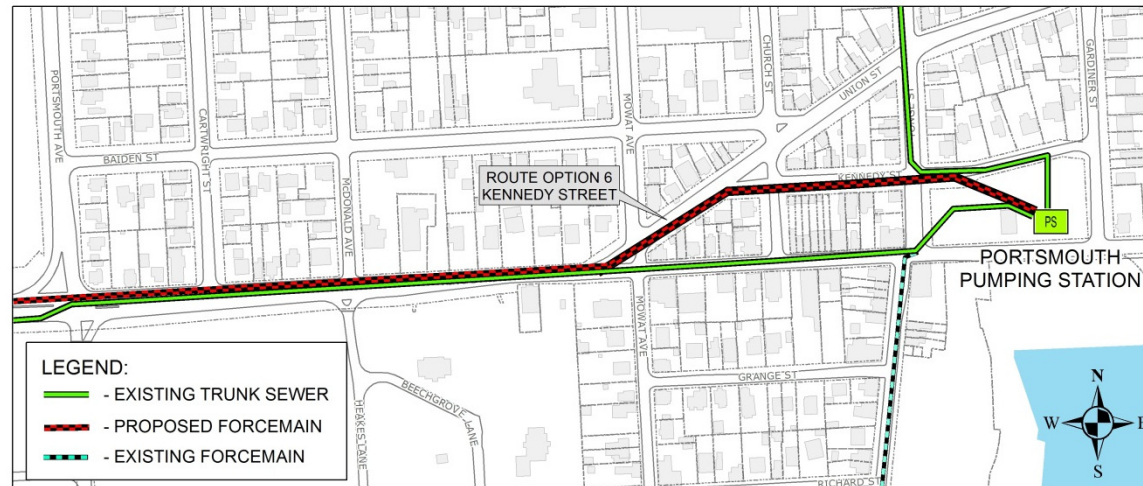 PORTSMOUTH AVE
CARTWRIGHT ST
BAIDEN ST
McDONALD AVE
MOWAT AVE
CHURCH ST
UNION ST
GARDINER ST
ROUTE OPTION 6
KENNEDY STREET
KENNEDY ST
PS
PORTSMOUTH
PUMPING STATION
MOWAT AVE
GRANGE ST
BEECHGROVE LANE
HEAKES LANE
RICHARD ST
LEGEND:
- EXISTING TRUNK SEWER
- PROPOSED FORCEMAIN
- EXISTING FORCEMAIN
N
W
E
S